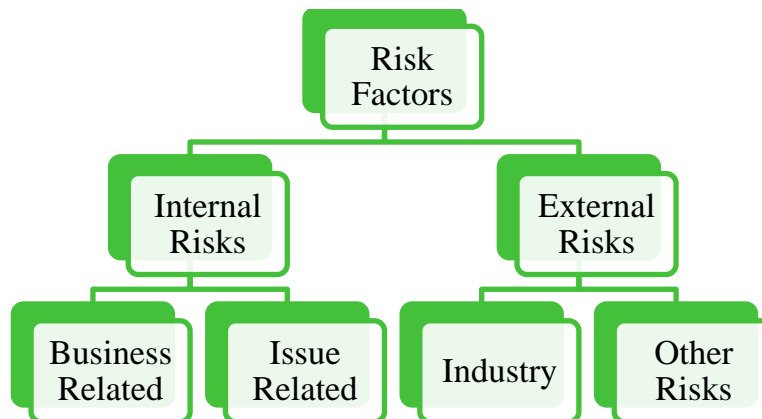 Risk
Factors
Internal
Risks
External
Risks
Business
Related
Issue
Related
Industry
Other
Risks